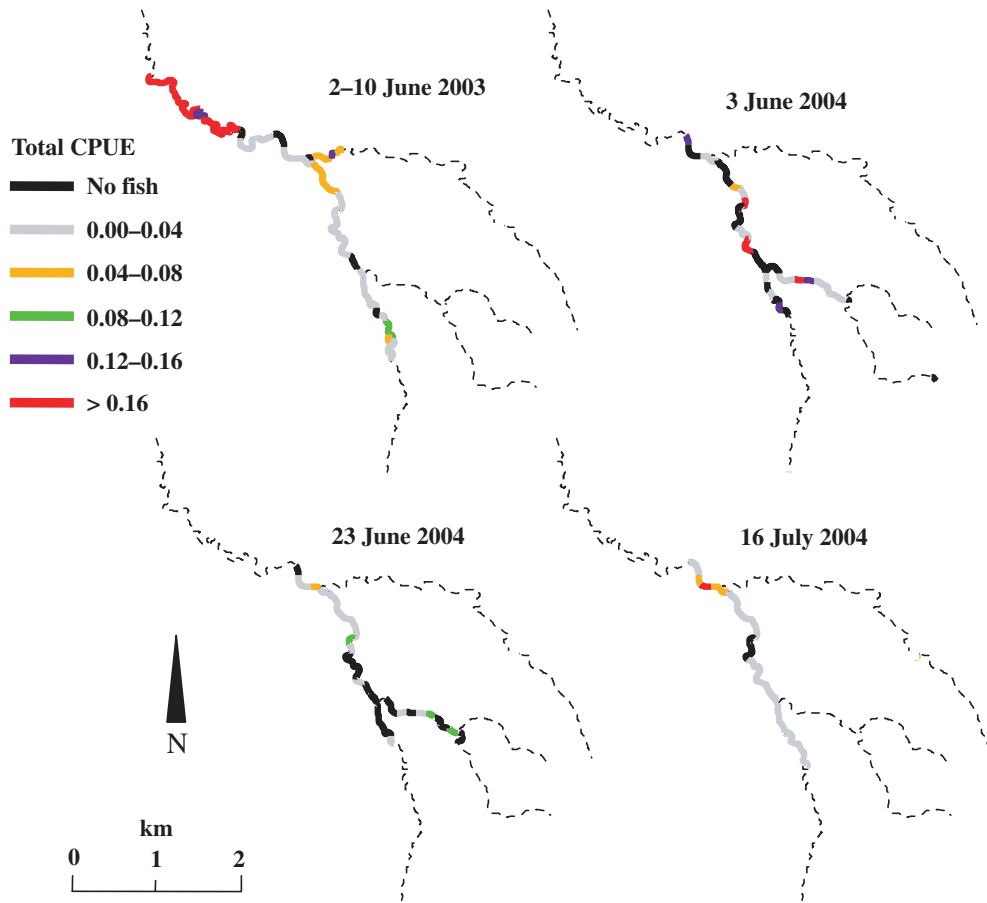 2–10 June 2003
3 June 2004
Total CPUE
No fish
0.00–0.04
0.04–0.08
0.08–0.12
0.12–0.16
> 0.16
23 June 2004
16 July 2004
N
km
0 1 2